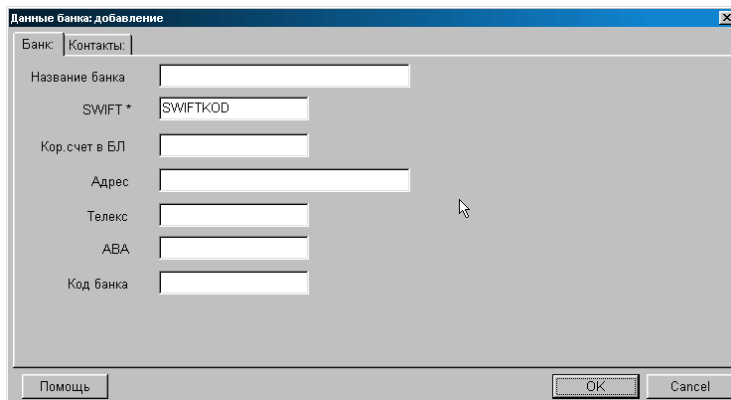 Данные банка: добавление
Банк: Контакты:
Название банка
SWIFT * SWIFTKOD
Кор.счет в БЛ
Адрес
Телекс
ABA
Код банка
Помощь OK Cancel